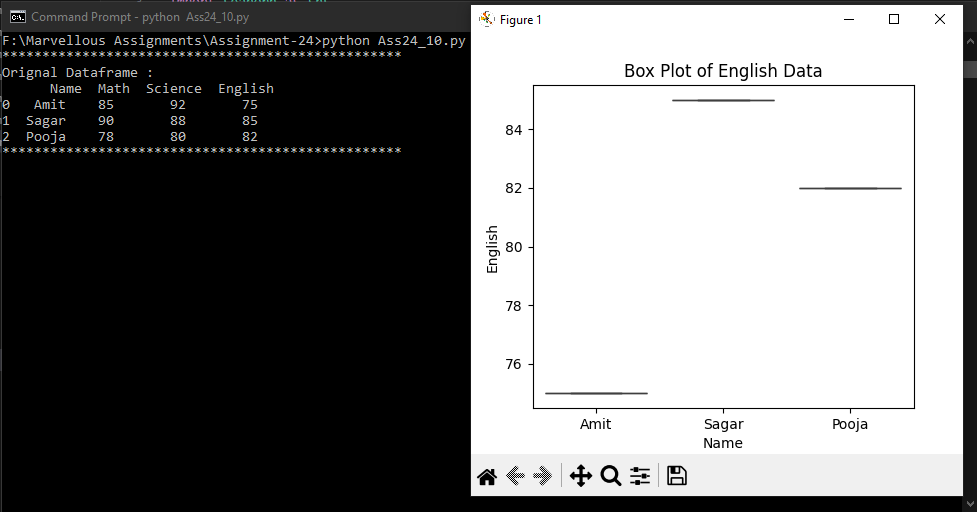 Command Prompt - python Ass24_10.py
F:\Marvellous Assignments\Assignment-24>python Ass24_10.py
**************************************************
Orignal Dataframe :
Name Math Science English
0 Amit 85 92 75
1 Sagar 90 88 85
2 Pooja 78 80 82
**************************************************
Figure 1
Box Plot of English Data
84
82
80
78
76
English
Amit Sagar Pooja
Name